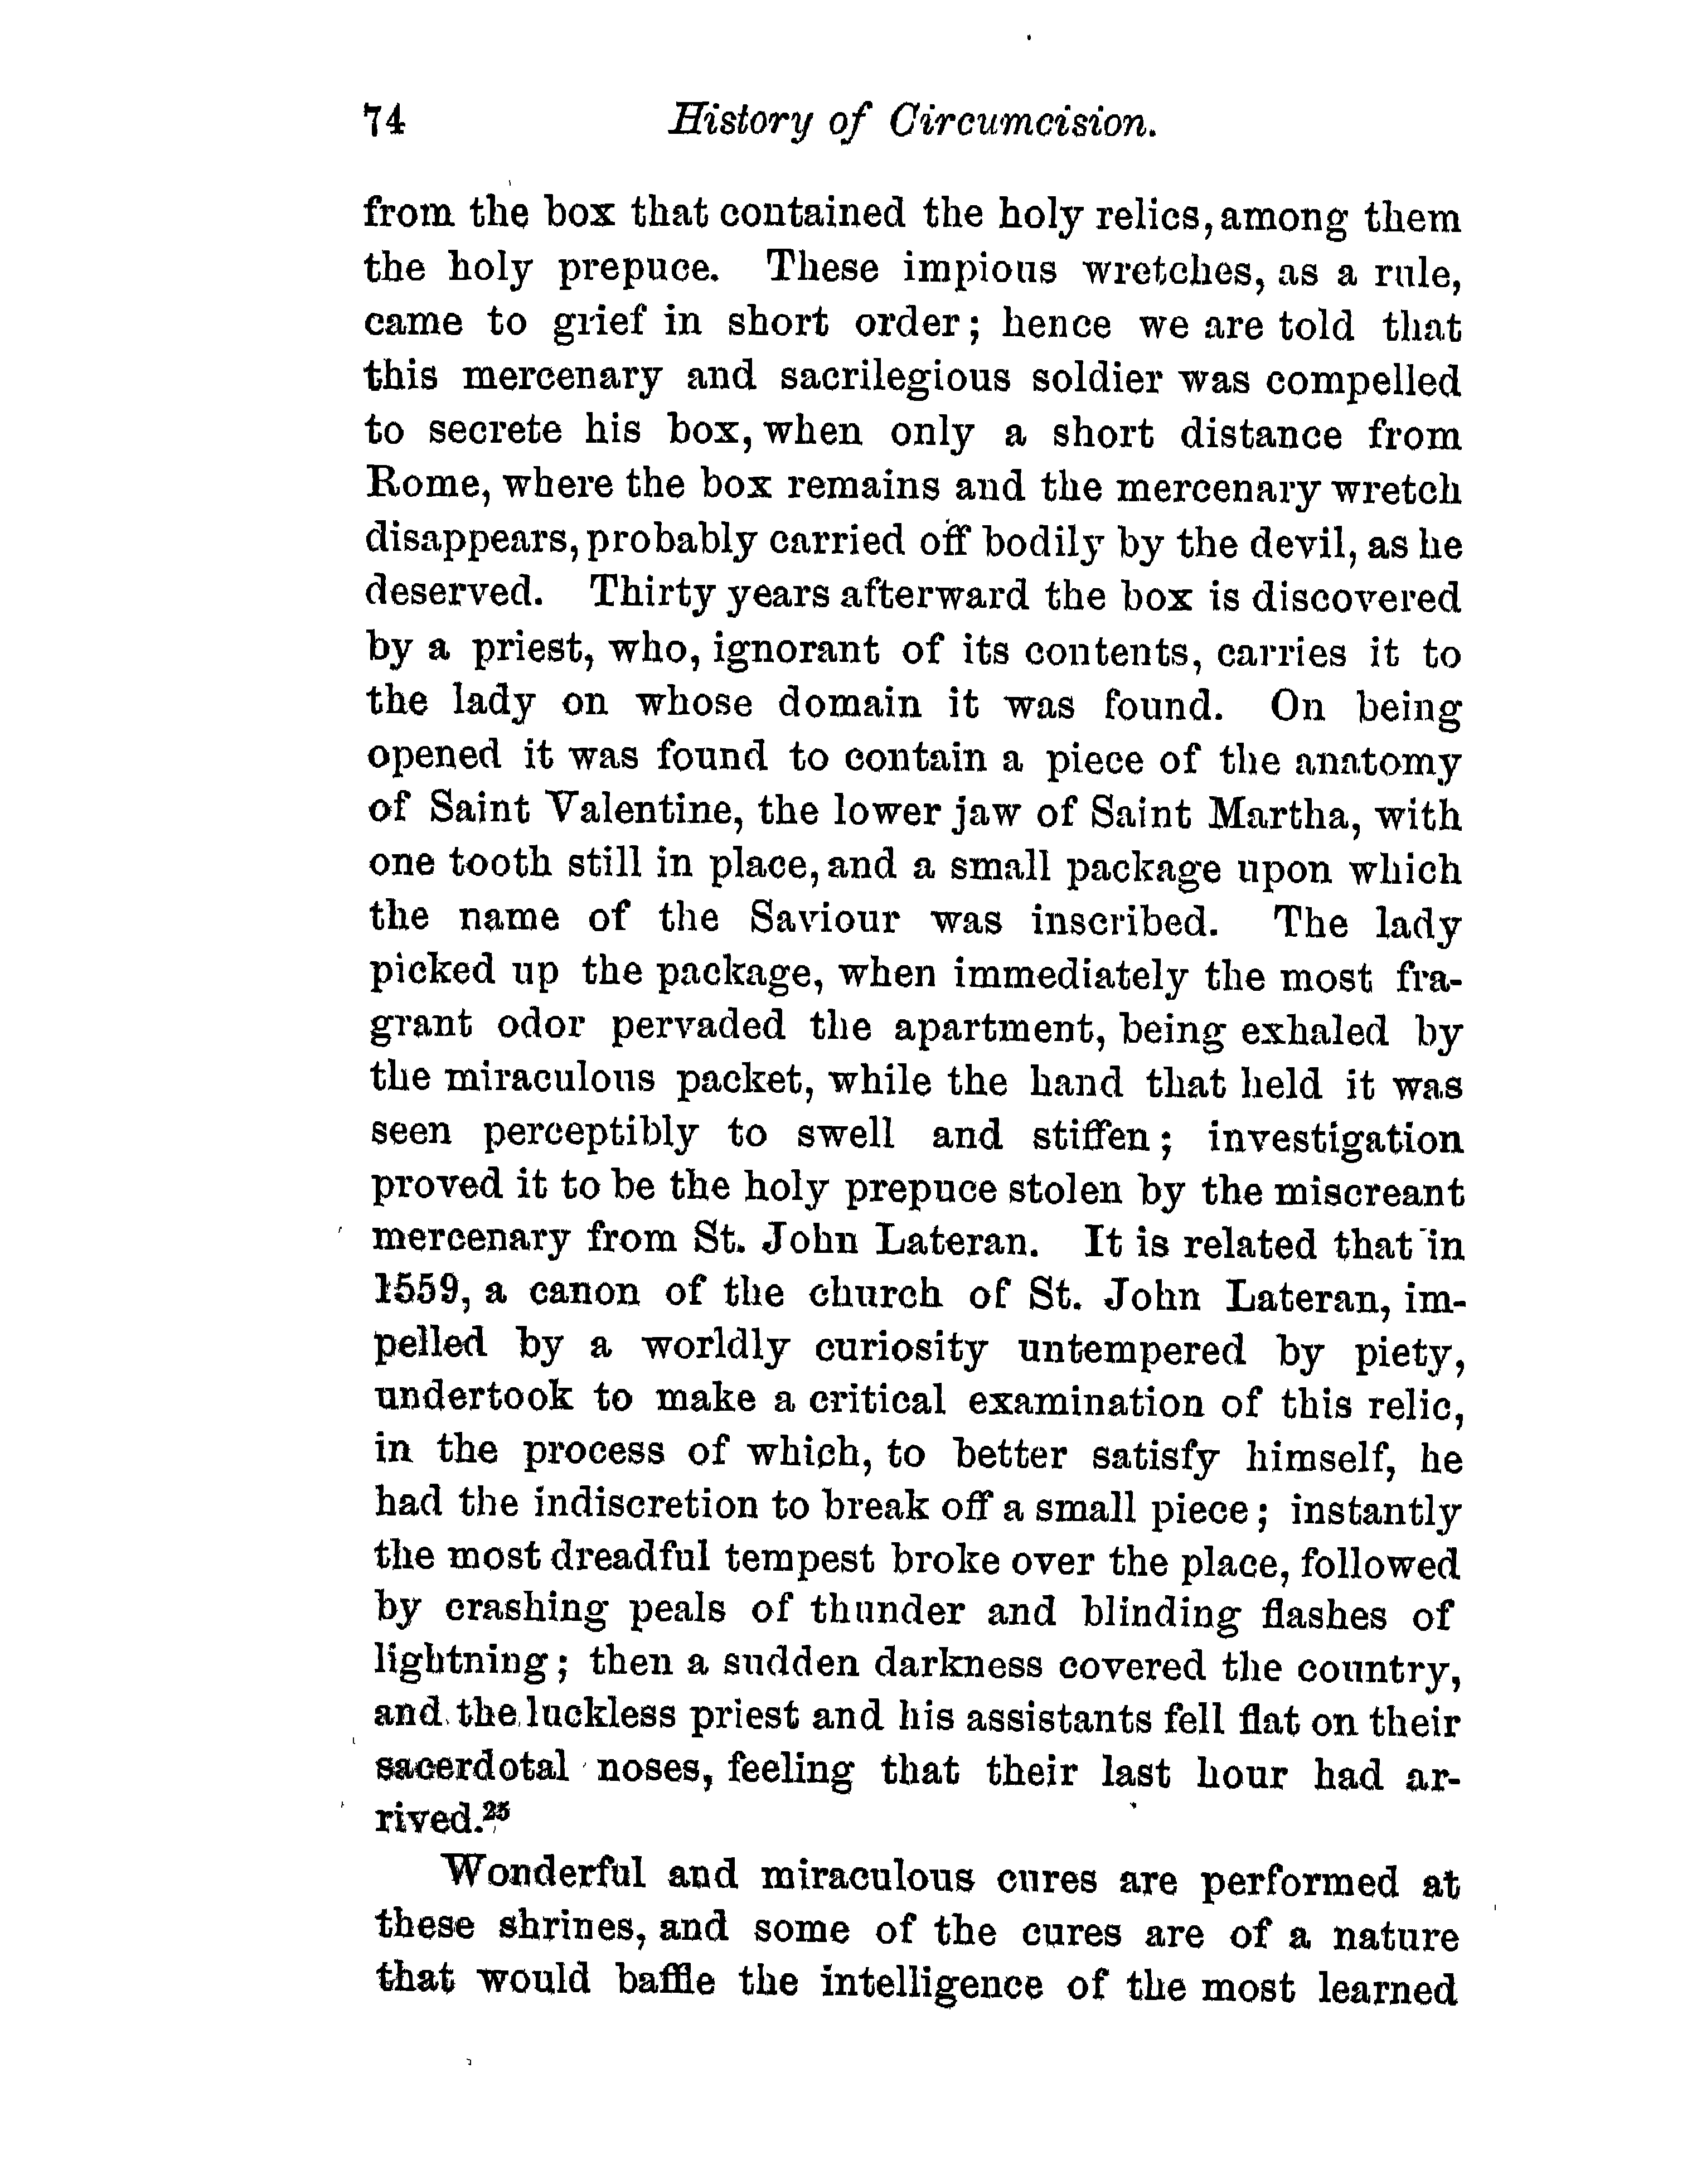 74 History of Circumcision.
from the box that contained the holy relics, among them
the holy prepuce. These impious wretches, as a rule,
came to grief in short order; hence we are told that
this mercenary and sacrilegious soldier was compelled
to secrete his box, when only a short distance from
Rome, where the box remains and the mercenary wretch
disappears, probably carried off bodily by the devil, as he
deserved. Thirty years afterward the box is discovered
by a priest, who, ignorant of its contents, carries it to
the lady on whose domain it was found. On being
opened it was found to contain a piece of the anatomy
of Saint Valentine, the lower jaw of Saint Martha, with
one tooth still in place, and a small package upon which
the name of the Saviour was inscribed. The lady
picked up the package, when immediately the most fra-
grant odor pervaded the apartment, being exhaled by
the miraculous packet, while the hand that held it was
seen perceptibly to swell and stiffen; investigation
proved it to be the holy prepuce stolen by the miscreant
mercenary from St. John Lateran. It is related that in
1559, a canon of the church of St. John Lateran, im-
pelled by a worldly curiosity untempered by piety,
undertook to make a critical examination of this relic,
in the process of which, to better satisfy himself, he
had the indiscretion to break off a small piece; instantly
the most dreadful tempest broke over the place, followed
by crashing peals of thunder and blinding flashes of
lightning; then a sudden darkness covered the country,
and the luckless priest and his assistants fell flat on their
sacerdotal noses, feeling that their last hour had ar-
rived.25
Wonderful and miraculous cures are performed at
these shrines, and some of the cures are of a nature
that would baffle the intelligence of the most learned